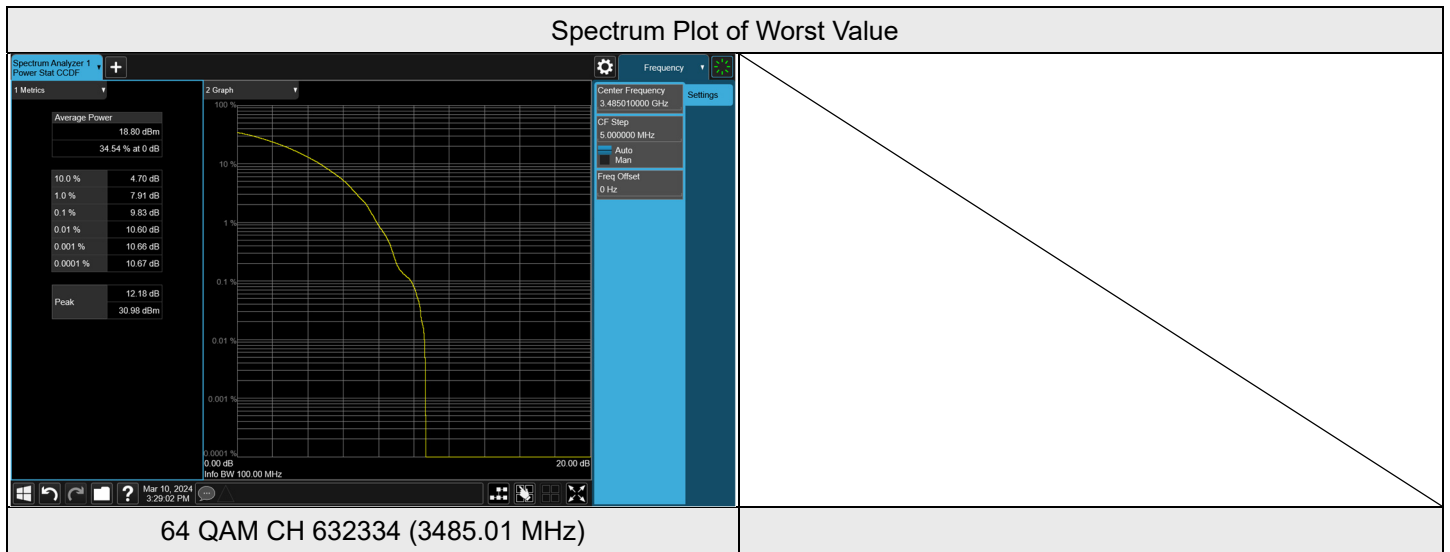 Spectrum Plot of Worst Value
Spectrum Analyzer 1
Power Stat CCDF
+
Frequency
1 Metrics
2 Graph
Center Frequency
3.485010000 GHz
Settings
CF Step
5.000000 MHz
Auto
Man
Freq Offset
0 Hz
Average Power
18.80 dBm
34.54 % at 0 dB
10.0 % 4.70 dB
1.0 % 7.91 dB
0.1 % 9.83 dB
0.01 % 10.60 dB
0.001 % 10.66 dB
0.0001 % 10.67 dB
Peak 12.18 dB
30.98 dBm
100 %
10 %
1 %
0.1 %
0.01 %
0.001 %
0.0001 %
0.00 dB 20.00 dB
Info BW 100.00 MHz
? Mar 10, 2024
3:29:02 PM
64 QAM CH 632334 (3485.01 MHz)